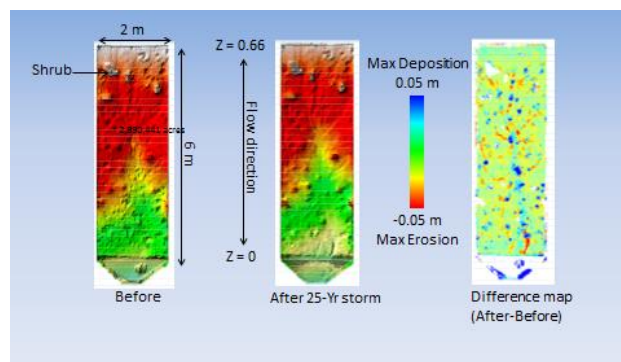 2 m
Z = 0.66
Shrub
Max Deposition
0.05 m
Flow direction
6 m
-0.05 m
Max Erosion
Z = 0
Before
After 25-Yr storm
Difference map
(After-Before)